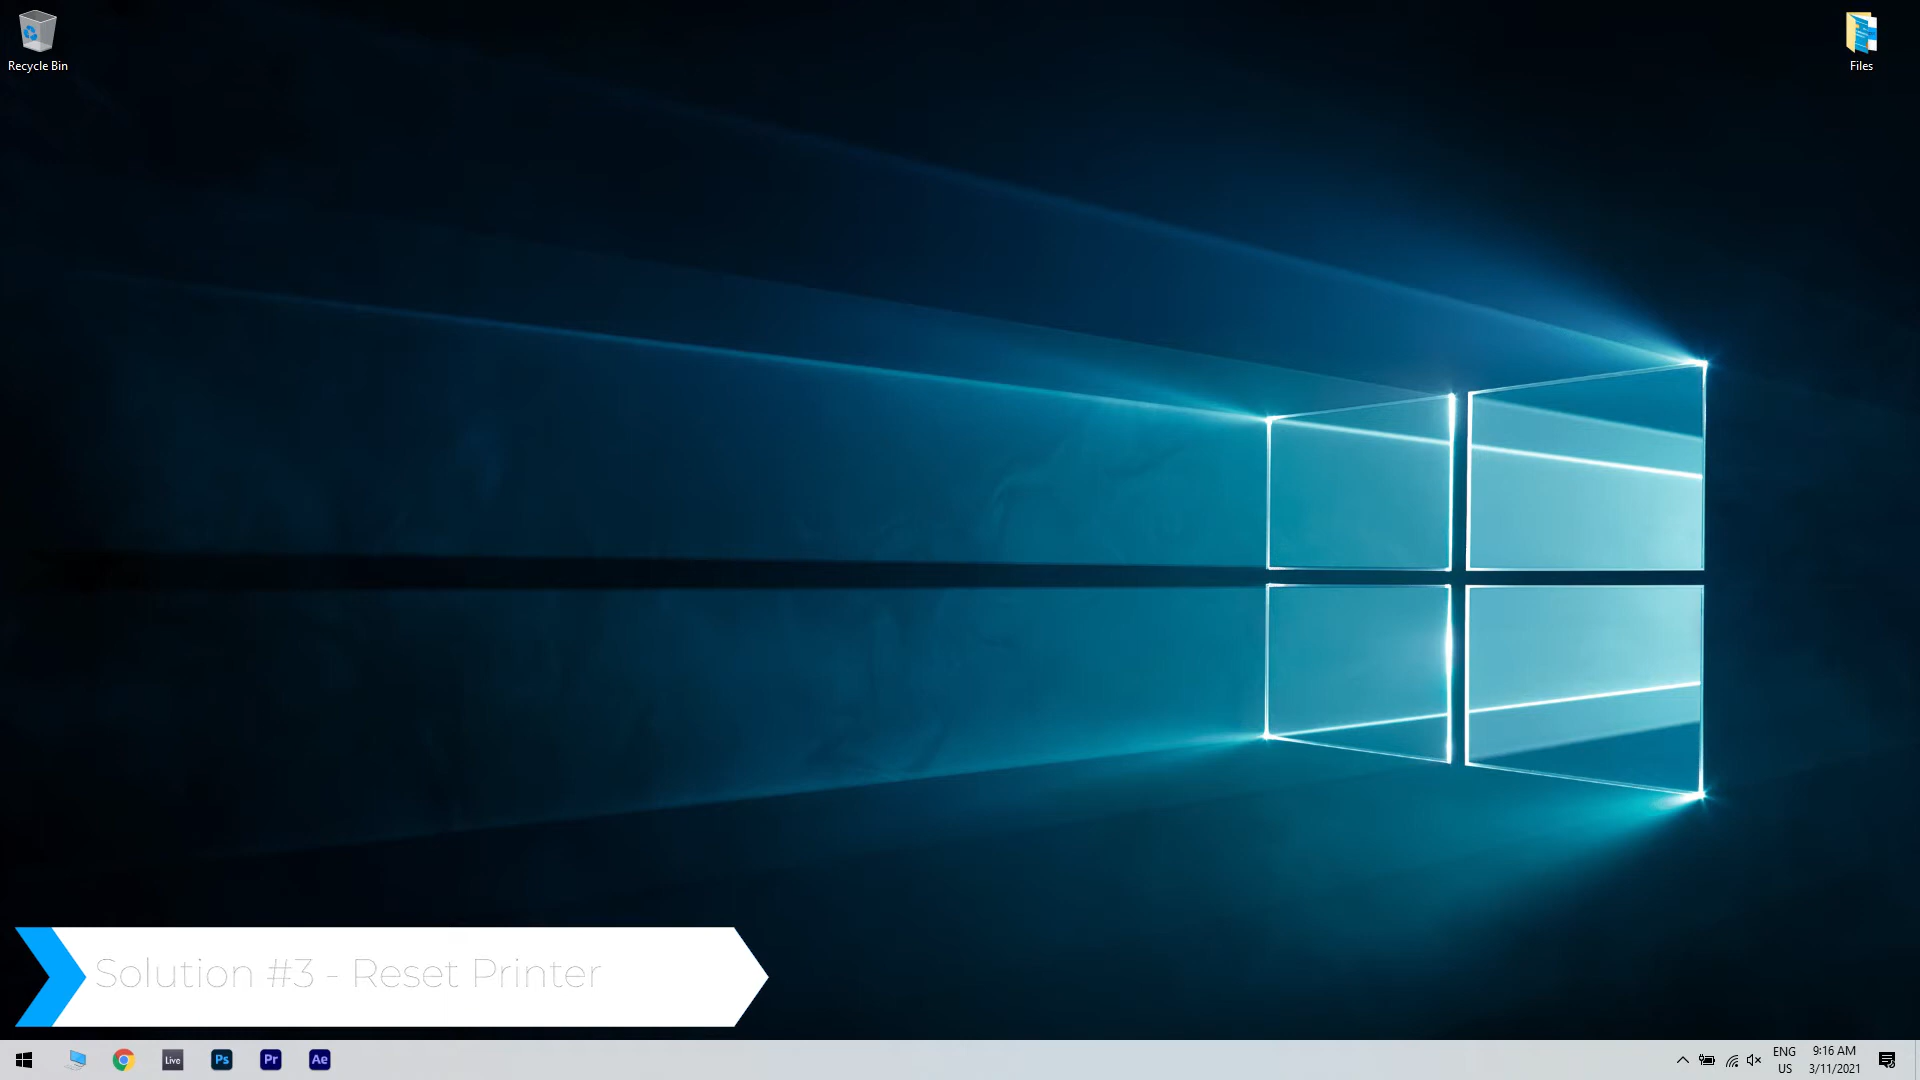 Recycle Bin
Files
Solution #3 - Reset Printer
Live
Ps
Pr
Ae
ENG
US
9:16 AM
3/11/2021